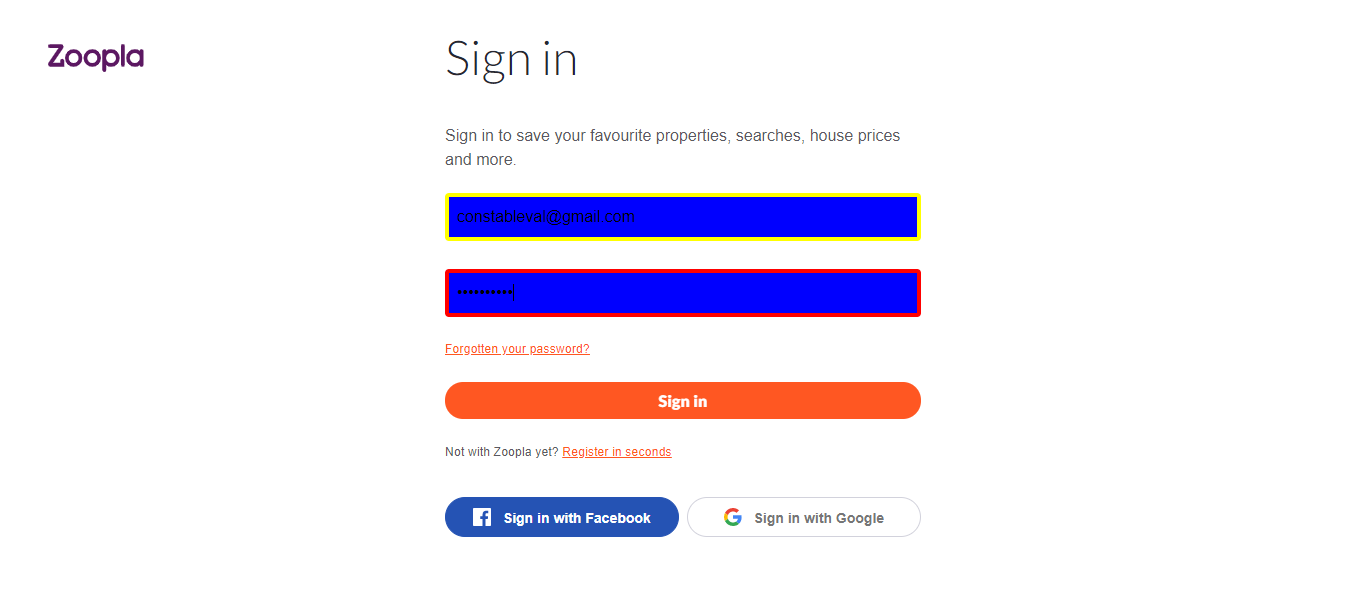 Zoopla
Sign in
Sign in to save your favourite properties, searches, house prices
and more.
constableval@gmail.com
••••••••••
Forgotten your password?
Sign in
Not with Zoopla yet? Register in seconds
Sign in with Facebook
Sign in with Google